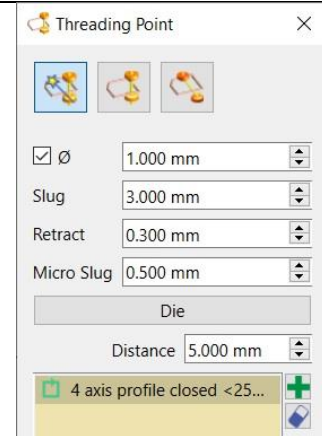 Threading Point
Ø 1.000 mm
Slug 3.000 mm
Retract 0.300 mm
Micro Slug 0.500 mm
Die
Distance 5.000 mm
4 axis profile closed <25...